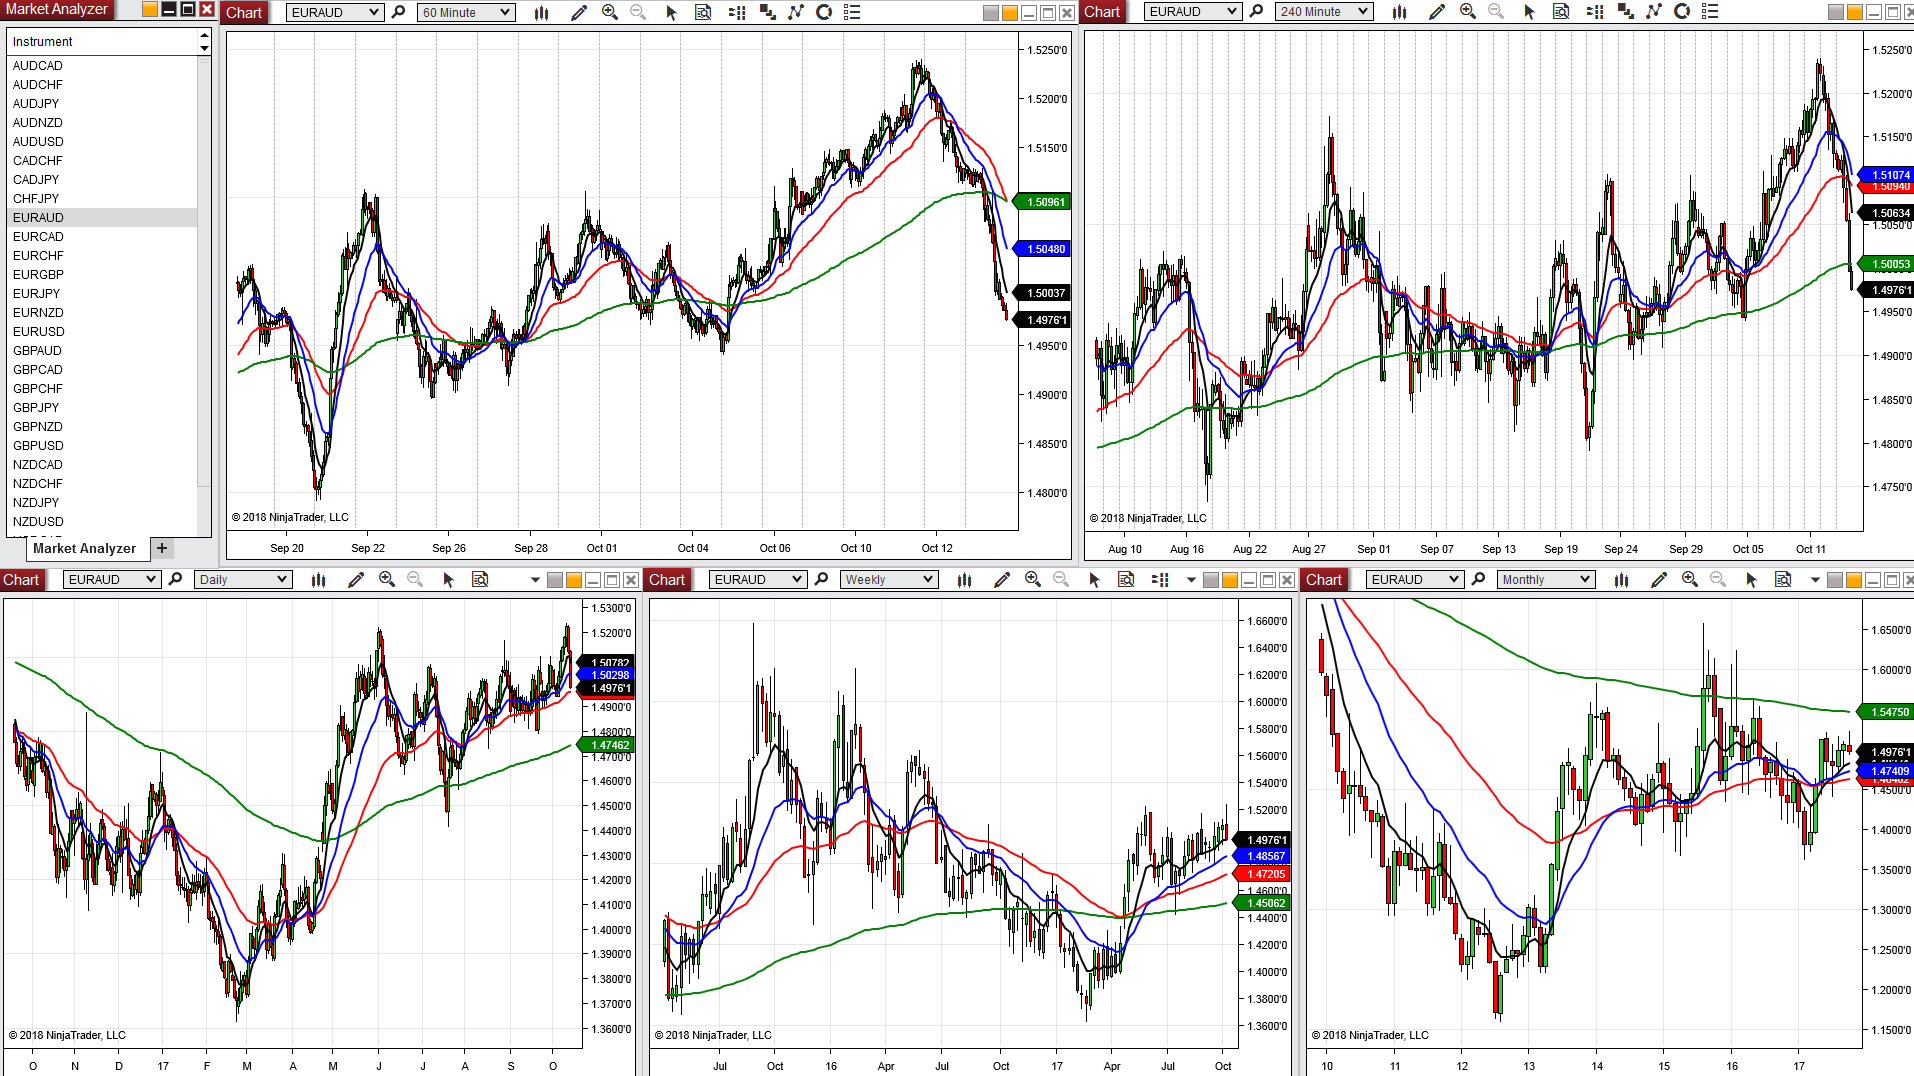 Market Analyzer
Instrument
AUDCAD
AUDCHF
AUDJPY
AUDNZD
AUDUSD
CADCHF
CADJPY
CHFJPY
EURAUD
EURCAD
EURCHF
EURGBP
EURJPY
EURNZD
EURUSD
GBPAUD
GBPCAD
GBPCHF
GBPJPY
GBPNZD
GBPUSD
NZDCAD
NZDCHF
NZDJPY
NZDUSD
Market Analyzer +
Chart EURAUD 60 Minute
1.5250'0
1.5200'0
1.5150'0
1.50961
1.50480
1.50037
1.4976'1
1.4950'0
1.4900'0
1.4850'0
1.4800'0
© 2018 NinjaTrader, LLC
Sep 20 Sep 22 Sep 26 Sep 28 Oct 01 Oct 04 Oct 06 Oct 10 Oct 12
Chart EURAUD 240 Minute
1.5250'0
1.5200'0
1.5150'0
1.51074
1.50940
1.50634
1.5050'0
1.50053
1.4976'1
1.4950'0
1.4900'0
1.4850'0
1.4800'0
1.4750'0
© 2018 NinjaTrader, LLC
Aug 10 Aug 16 Aug 22 Aug 27 Sep 01 Sep 07 Sep 13 Sep 19 Sep 24 Sep 29 Oct 05 Oct 11
Chart EURAUD Daily
1.5300'0
1.5200'0
1.50782
1.50298
1.4976'1
1.4900'0
1.4800'0
1.47462
1.4700'0
1.4600'0
1.4500'0
1.4400'0
1.4300'0
1.4200'0
1.4100'0
1.4000'0
1.3900'0
1.3800'0
1.3700'0
1.3600'0
© 2018 NinjaTrader, LLC
O N D 17 F M A M J J A S O
Chart EURAUD Weekly
1.6600'0
1.6400'0
1.6200'0
1.6000'0
1.5800'0
1.5600'0
1.5400'0
1.5200'0
1.4976'1
1.48567
1.47205
1.4600'0
1.45062
1.4400'0
1.4200'0
1.4000'0
1.3800'0
1.3600'0
© 2018 NinjaTrader, LLC
Jul Oct 16 Apr Jul Oct 17 Apr Jul Oct
Chart EURAUD Monthly
1.6500'0
1.6000'0
1.54750
1.4976'1
1.47409
1.4500'0
1.4000'0
1.3500'0
1.3000'0
1.2500'0
1.2000'0
1.1500'0
© 2018 NinjaTrader, LLC
10 11 12 13 14 15 16 17